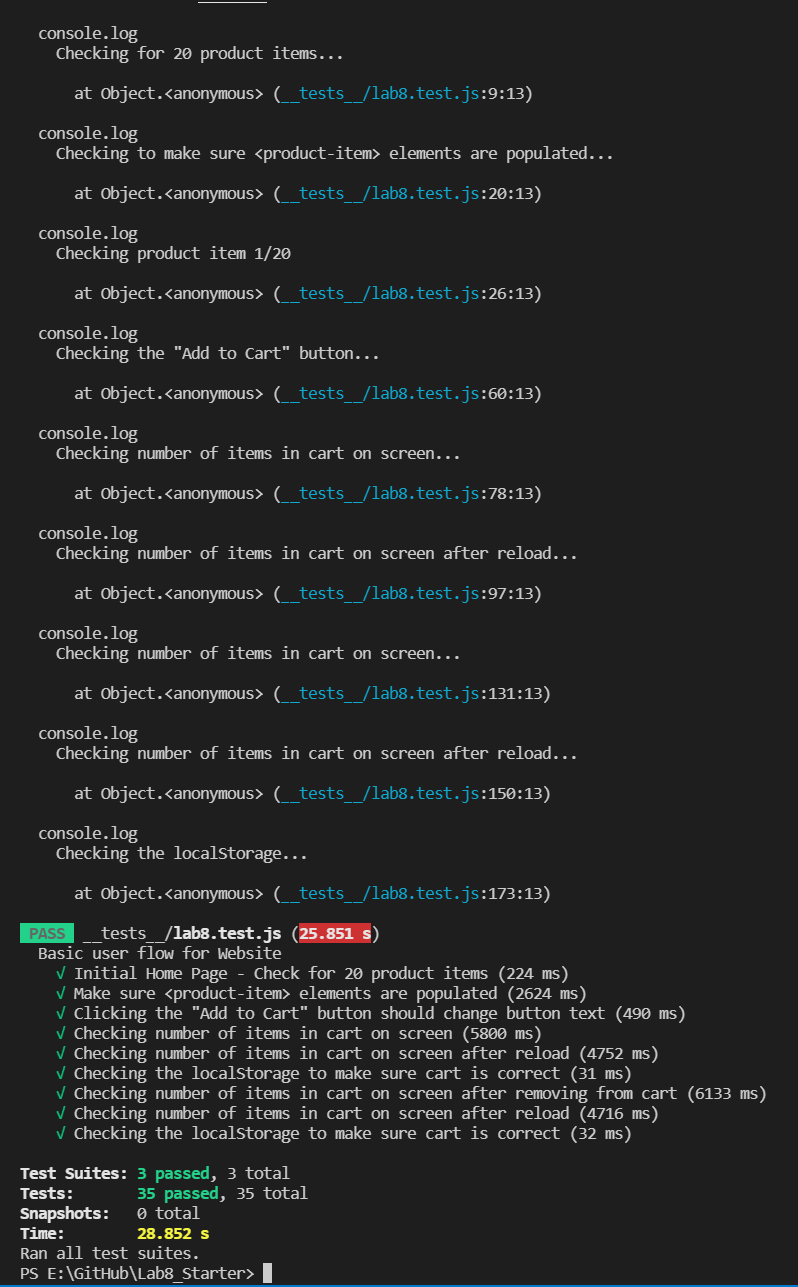 console.log
Checking for 20 product items...
at Object.<anonymous> (__tests__/lab8.test.js:9:13)
console.log
Checking to make sure <product-item> elements are populated...
at Object.<anonymous> (__tests__/lab8.test.js:20:13)
console.log
Checking product item 1/20
at Object.<anonymous> (__tests__/lab8.test.js:26:13)
console.log
Checking the "Add to Cart" button...
at Object.<anonymous> (__tests__/lab8.test.js:60:13)
console.log
Checking number of items in cart on screen...
at Object.<anonymous> (__tests__/lab8.test.js:78:13)
console.log
Checking number of items in cart on screen after reload...
at Object.<anonymous> (__tests__/lab8.test.js:97:13)
console.log
Checking number of items in cart on screen...
at Object.<anonymous> (__tests__/lab8.test.js:131:13)
console.log
Checking number of items in cart on screen after reload...
at Object.<anonymous> (__tests__/lab8.test.js:150:13)
console.log
Checking the localStorage...
at Object.<anonymous> (__tests__/lab8.test.js:173:13)
PASS __tests__/lab8.test.js (25.851 s)
Basic user flow for Website
√ Initial Home Page - Check for 20 product items (224 ms)
√ Make sure <product-item> elements are populated (2624 ms)
√ Clicking the "Add to Cart" button should change button text (490 ms)
√ Checking number of items in cart on screen (5800 ms)
√ Checking number of items in cart on screen after reload (4752 ms)
√ Checking the localStorage to make sure cart is correct (31 ms)
√ Checking number of items in cart on screen after removing from cart (6133 ms)
√ Checking number of items in cart on screen after reload (4716 ms)
√ Checking the localStorage to make sure cart is correct (32 ms)
Test Suites: 3 passed, 3 total
Tests: 35 passed, 35 total
Snapshots: 0 total
Time: 28.852 s
Ran all test suites.
PS E:\GitHub\Lab8_Starter>